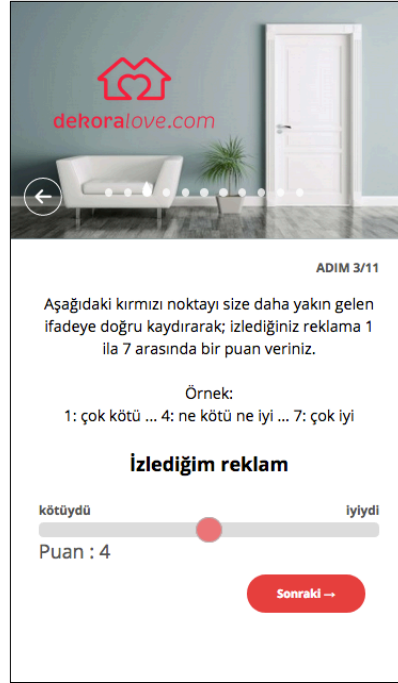 dekoralove.com
ADIM 3/11
Aşağıdaki kırmızı noktayı size daha yakın gelen
ifadeye doğru kaydırarak; izlediğiniz reklama 1
ila 7 arasında bir puan veriniz.
Örnek:
1: çok kötü ... 4: ne kötü ne iyi ... 7: çok iyi
İzlediğim reklam
kötüydü iyiydi
Puan : 4
Sonraki →